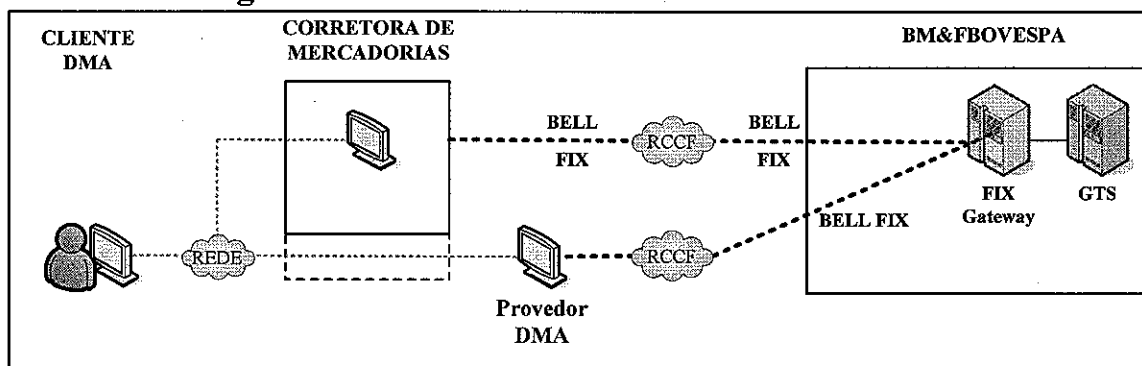 CLIENTE
DMA
CORRETORA DE
MERCADORIAS
BM&FBOVESPA
BELL
FIX
RCCF
BELL
FIX
FIX
Gateway
GTS
BELL FIX
REDE
RCCF
Provedor
DMA